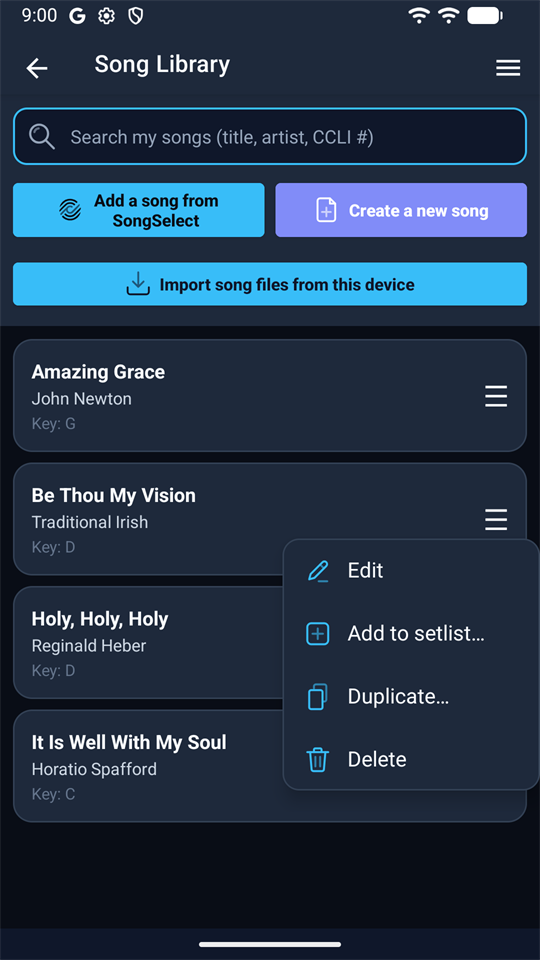 9:00
Song Library
Search my songs (title, artist, CCLI #)
Add a song from
SongSelect
Create a new song
Import song files from this device
Amazing Grace
John Newton
Key: G
Be Thou My Vision
Traditional Irish
Key: D
Edit
Add to setlist…
Duplicate…
Delete
Holy, Holy, Holy
Reginald Heber
Key: D
It Is Well With My Soul
Horatio Spafford
Key: C